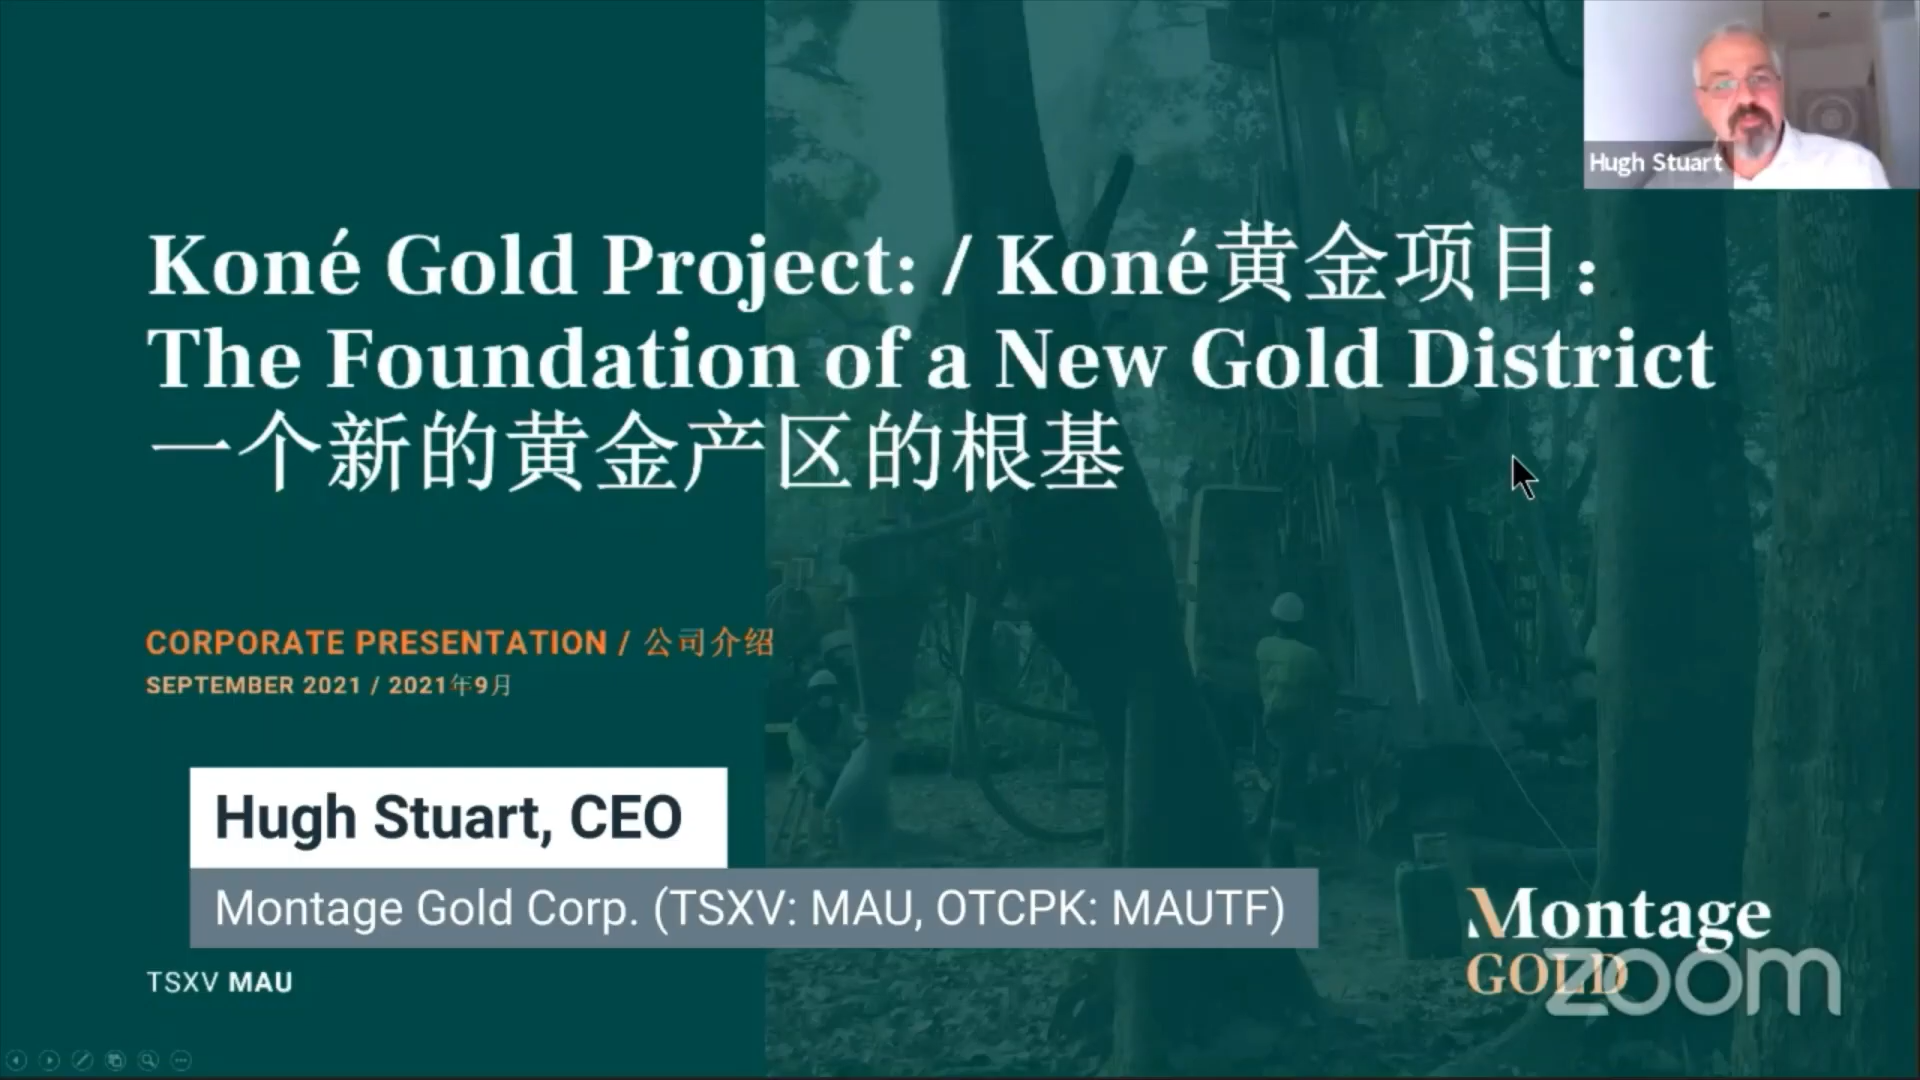 Hugh Stuart
Koné Gold Project: / Koné黄金项目：
The Foundation of a New Gold District
一个新的黄金产区的根基
CORPORATE PRESENTATION / 公司介绍
SEPTEMBER 2021 / 2021年9月
Hugh Stuart, CEO
Montage Gold Corp. (TSXV: MAU, OTCPK: MAUTF)
Montage
GOLD
zoom
TSXV MAU